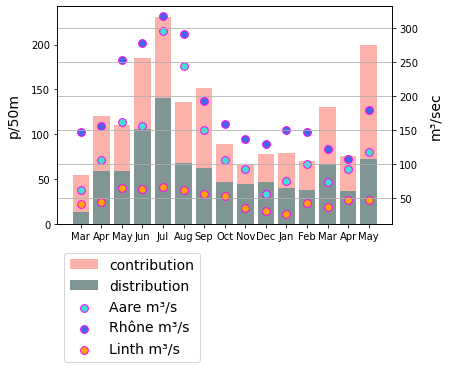 200
150
100
50
0
p/50m
300
250
200
150
100
50
m³/sec
Mar Apr May Jun Jul Aug Sep Oct Nov Dec Jan Feb Mar Apr May
contribution
distribution
Aare m³/s
Rhône m³/s
Linth m³/s